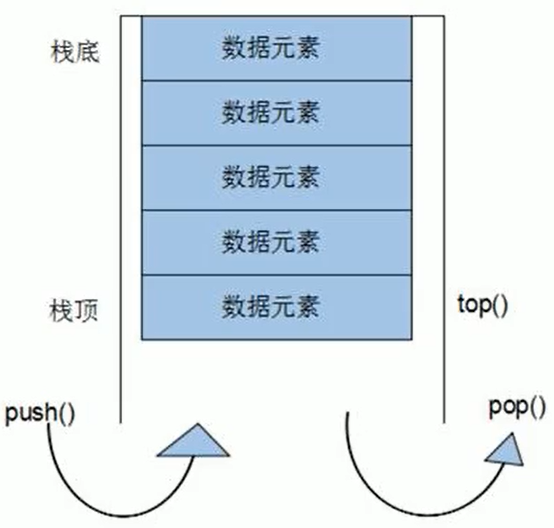 栈底
数据元素
数据元素
数据元素
数据元素
栈顶
数据元素
top()
push()
pop()